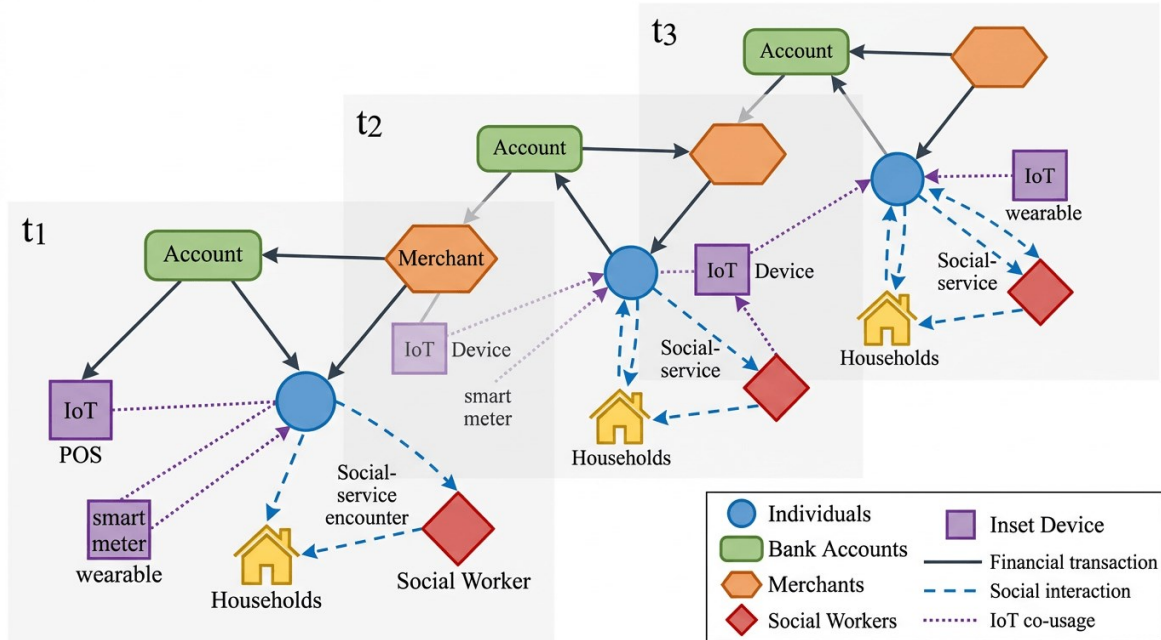 t1
Account
Merchant
IoT
POS
smart
meter
wearable
Households
Social-
service
encounter
Social Worker
t2
Account
IoT
Device
smart
meter
IoT
Device
Social-
service
Households
t3
Account
IoT
wearable
Social-
service
Households
Individuals
Bank Accounts
Merchants
Social Workers
Inset Device
Financial transaction
Social interaction
IoT co-usage